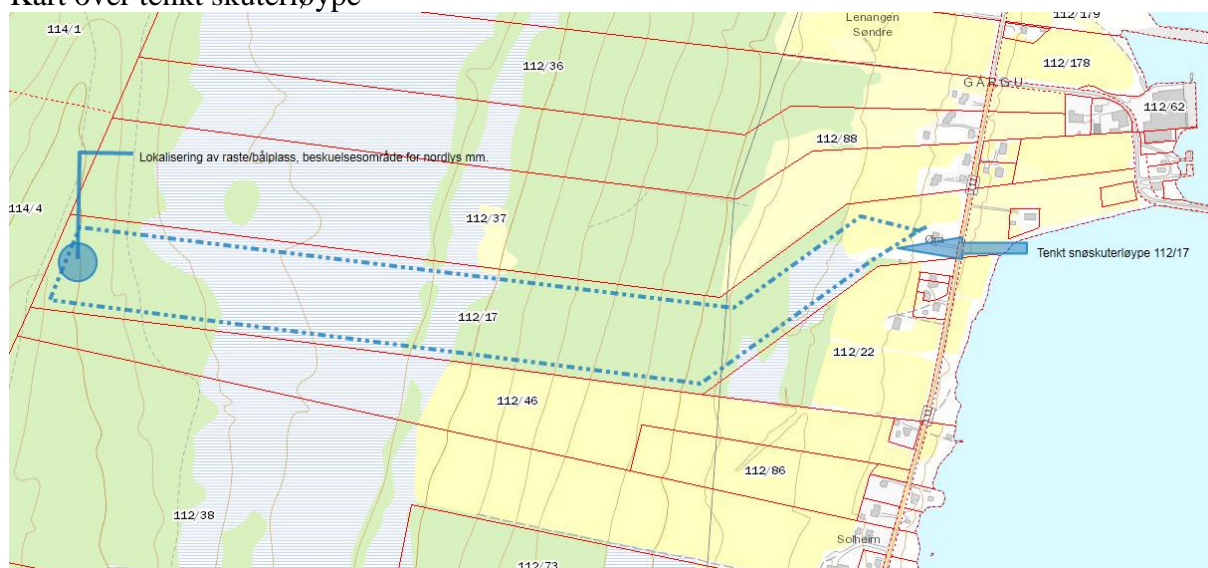 Kart over tenkt skuterløype
114/1
Lenangen
Søndre
112/179
112/36
112/178
GÅRGU
112/62
112/88
Lokalisering av raste/bålplass, beskuelsesområde for nordlys mm.
114/4
112/37
Tenkt snøskuterløype 112/17
112/17
112/22
112/46
112/86
112/38
Solheim
112/73